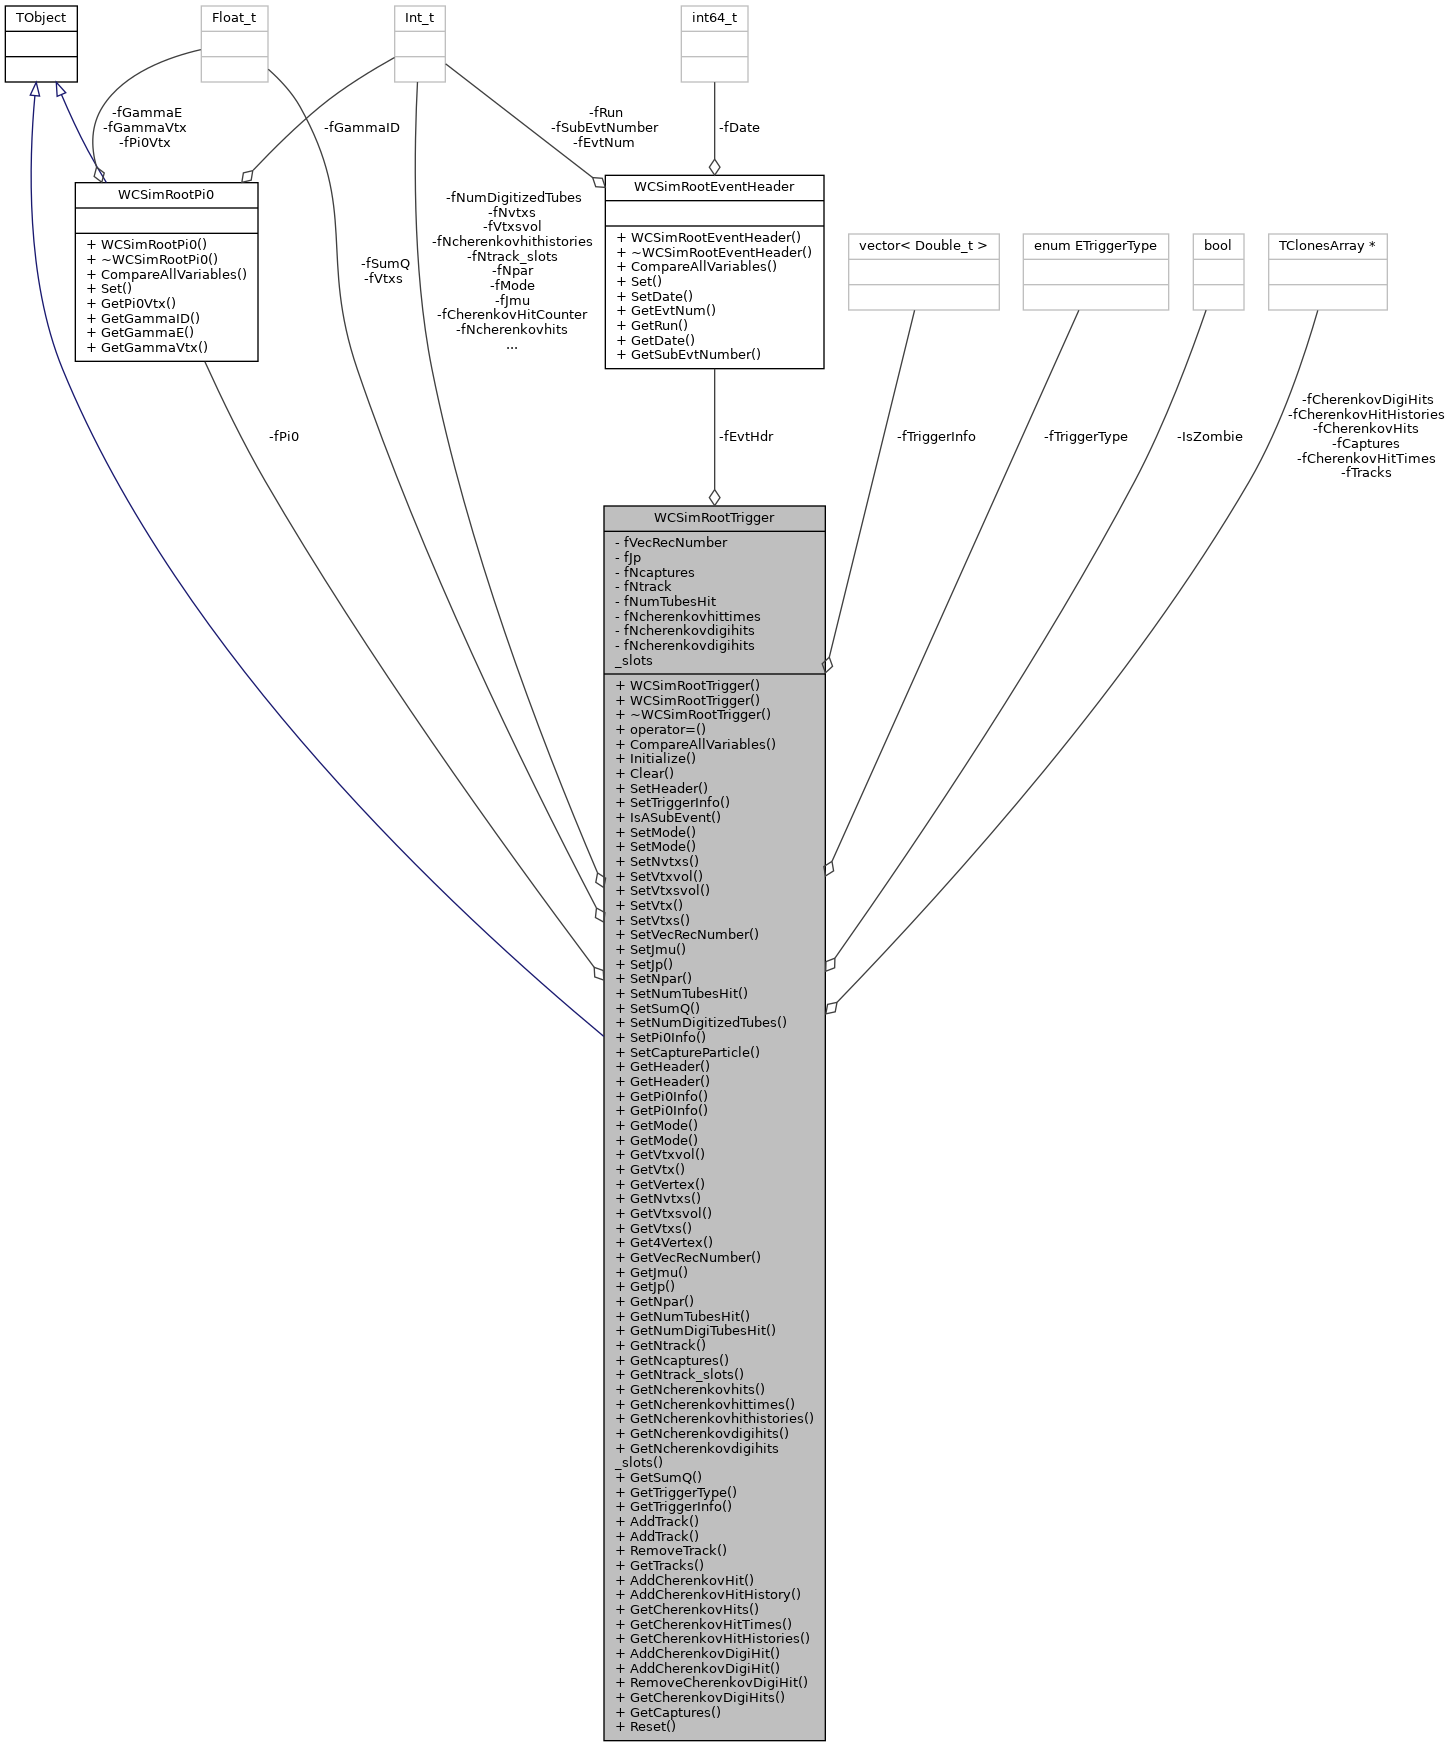 TObject
Float_t
Int_t
int64_t
-fGammaE
-fGammaVtx
-fPi0Vtx
-fGammaID
-fRun
-fSubEvtNumber
-fEvtNum
-fDate
WCSimRootPi0
+ WCSimRootPi0()
+ ~WCSimRootPi0()
+ CompareAllVariables()
+ Set()
+ GetPi0Vtx()
+ GetGammaID()
+ GetGammaE()
+ GetGammaVtx()
-fSumQ
-fVtxs
-fNumDigitizedTubes
-fNvtxs
-fVtxsvol
-fNcherenkovhithistories
-fNtrack_slots
-fNpar
-fMode
-fJmu
-fCherenkovHitCounter
-fNcherenkovhits
...
WCSimRootEventHeader
+ WCSimRootEventHeader()
+ ~WCSimRootEventHeader()
+ CompareAllVariables()
+ Set()
+ SetDate()
+ GetEvtNum()
+ GetRun()
+ GetDate()
+ GetSubEvtNumber()
vector< Double_t >
enum ETriggerType
bool
TClonesArray *
-fPi0
-fEvtHdr
-fTriggerInfo
-fTriggerType
-IsZombie
-fCherenkovDigiHits
-fCherenkovHitHistories
-fCherenkovHits
-fCaptures
-fCherenkovHitTimes
-fTracks
WCSimRootTrigger
- fVecRecNumber
- fJp
- fNcaptures
- fNtrack
- fNumTubesHit
- fNcherenkovhittimes
- fNcherenkovdigihits
- fNcherenkovdigihits
_slots
+ WCSimRootTrigger()
+ WCSimRootTrigger()
+ ~WCSimRootTrigger()
+ operator=()
+ CompareAllVariables()
+ Initialize()
+ Clear()
+ SetHeader()
+ SetTriggerInfo()
+ IsASubEvent()
+ SetMode()
+ SetMode()
+ SetNvtxs()
+ SetVtxvol()
+ SetVtxsvol()
+ SetVtx()
+ SetVtxs()
+ SetVecRecNumber()
+ SetJmu()
+ SetJp()
+ SetNpar()
+ SetNumTubesHit()
+ SetSumQ()
+ SetNumDigitizedTubes()
+ SetPi0Info()
+ SetCaptureParticle()
+ GetHeader()
+ GetHeader()
+ GetPi0Info()
+ GetPi0Info()
+ GetMode()
+ GetMode()
+ GetVtxvol()
+ GetVtx()
+ GetVertex()
+ GetNvtxs()
+ GetVtxsvol()
+ GetVtxs()
+ Get4Vertex()
+ GetVecRecNumber()
+ GetJmu()
+ GetJp()
+ GetNpar()
+ GetNumTubesHit()
+ GetNumDigiTubesHit()
+ GetNtrack()
+ GetNcaptures()
+ GetNtrack_slots()
+ GetNcherenkovhits()
+ GetNcherenkovhittimes()
+ GetNcherenkovhithistories()
+ GetNcherenkovdigihits()
+ GetNcherenkovdigihits
_slots()
+ GetSumQ()
+ GetTriggerType()
+ GetTriggerInfo()
+ AddTrack()
+ AddTrack()
+ RemoveTrack()
+ GetTracks()
+ AddCherenkovHit()
+ AddCherenkovHitHistory()
+ GetCherenkovHits()
+ GetCherenkovHitTimes()
+ GetCherenkovHitHistories()
+ AddCherenkovDigiHit()
+ AddCherenkovDigiHit()
+ RemoveCherenkovDigiHit()
+ GetCherenkovDigiHits()
+ GetCaptures()
+ Reset()